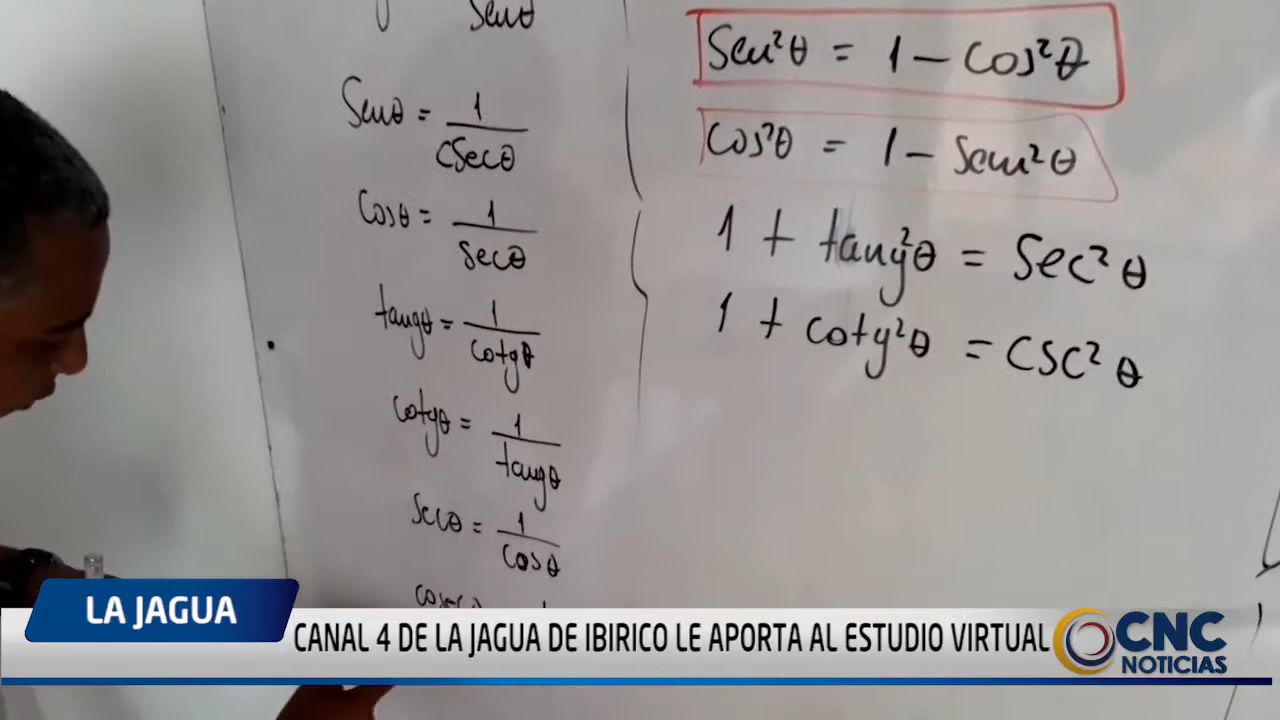 Senθ
Senθ = 1/CSecθ
Cosθ = 1/Secθ
tangθ = 1/Cotgθ
cotgθ = 1/tangθ
Secθ = 1/Cosθ
Sen²θ = 1 - Cos²θ
Cos²θ = 1 - Sen²θ
1 + tang²θ = Sec²θ
1 + cotg²θ = CSC²θ
LA JAGUA
CANAL 4 DE LA JAGUA DE IBIRICO LE APORTA AL ESTUDIO VIRTUAL
CNC
NOTICIAS